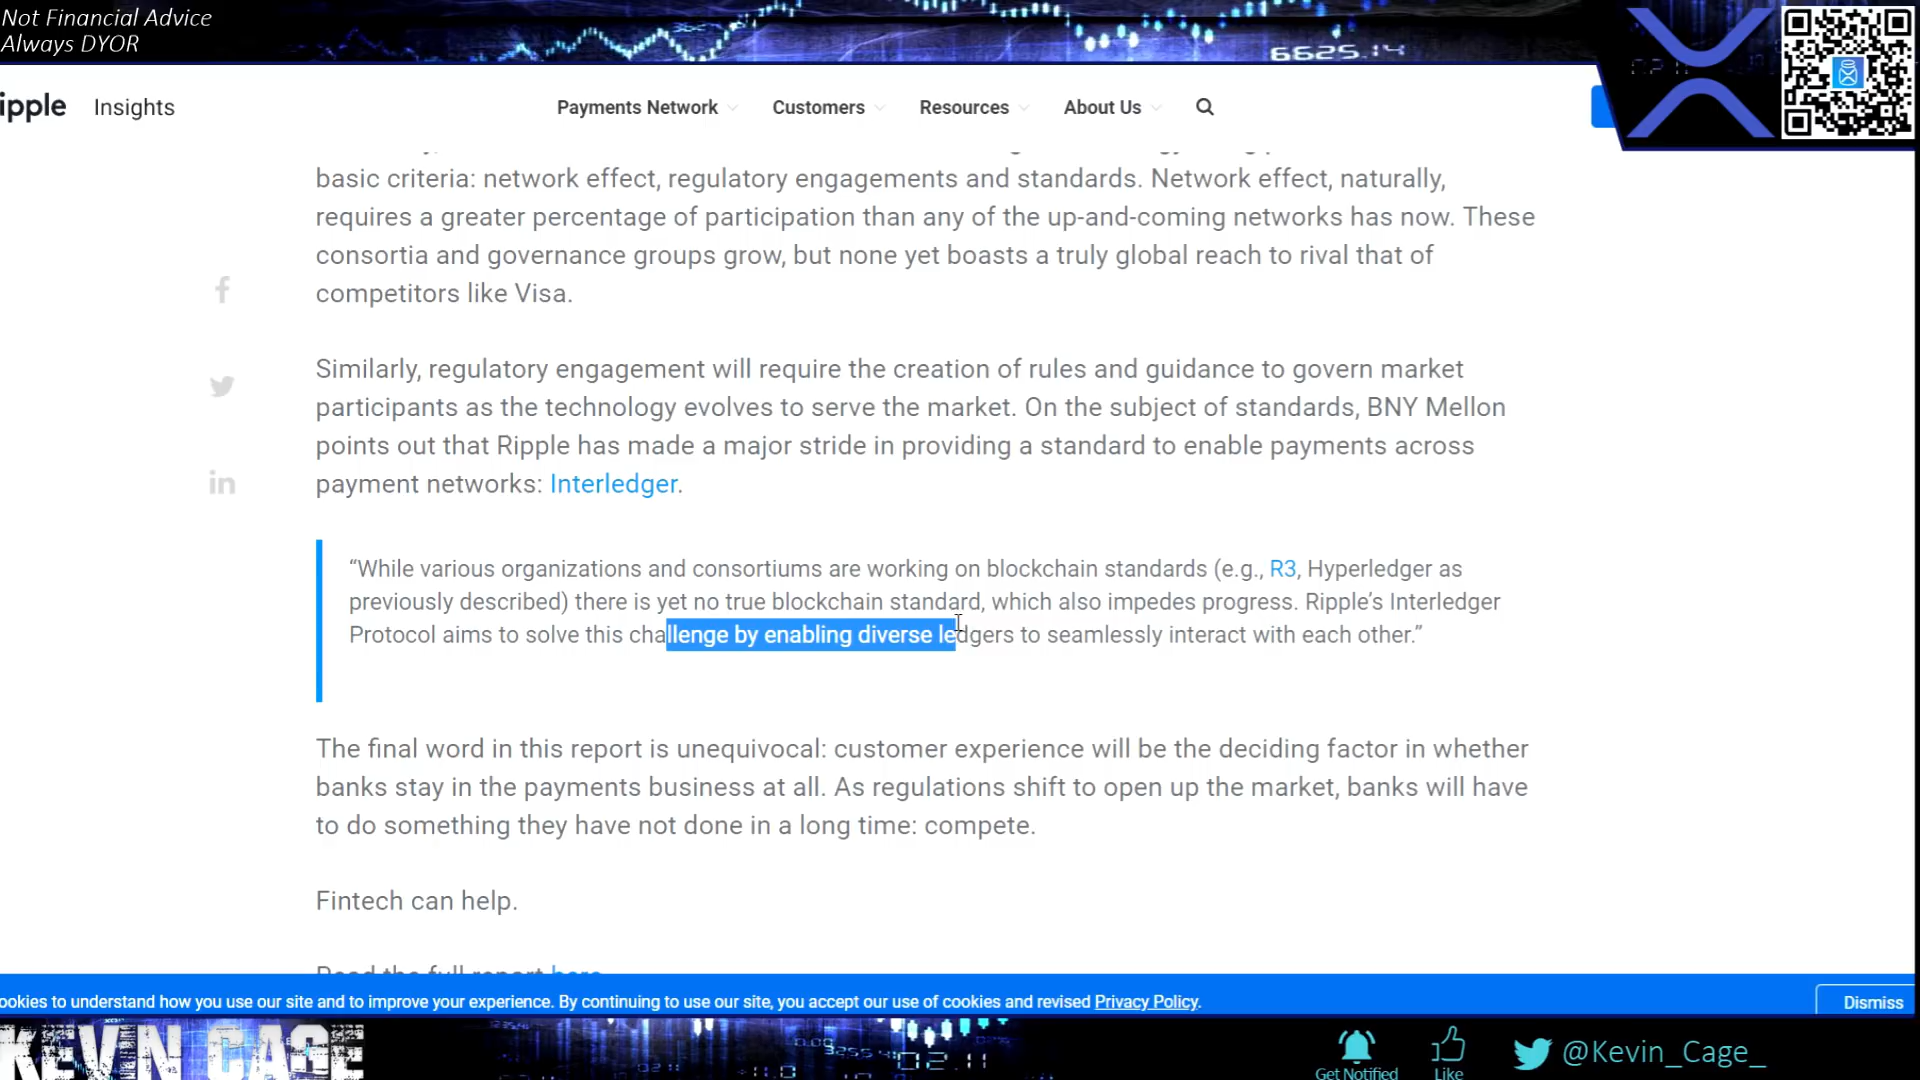 Not Financial Advice
Always DYOR
6625.14
ipple Insights Payments Network Customers Resources About Us
basic criteria: network effect, regulatory engagements and standards. Network effect, naturally,
requires a greater percentage of participation than any of the up-and-coming networks has now. These
consortia and governance groups grow, but none yet boasts a truly global reach to rival that of
competitors like Visa.
Similarly, regulatory engagement will require the creation of rules and guidance to govern market
participants as the technology evolves to serve the market. On the subject of standards, BNY Mellon
points out that Ripple has made a major stride in providing a standard to enable payments across
payment networks: Interledger.
“While various organizations and consortiums are working on blockchain standards (e.g., R3, Hyperledger as
previously described) there is yet no true blockchain standard, which also impedes progress. Ripple’s Interledger
Protocol aims to solve this challenge by enabling diverse ledgers to seamlessly interact with each other.”
The final word in this report is unequivocal: customer experience will be the deciding factor in whether
banks stay in the payments business at all. As regulations shift to open up the market, banks will have
to do something they have not done in a long time: compete.
Fintech can help.
Read the full report here
ookies to understand how you use our site and to improve your experience. By continuing to use our site, you accept our use of cookies and revised Privacy Policy. Dismiss
KEVIN CAGE
02.11
Get Notified
Like
@Kevin_Cage_